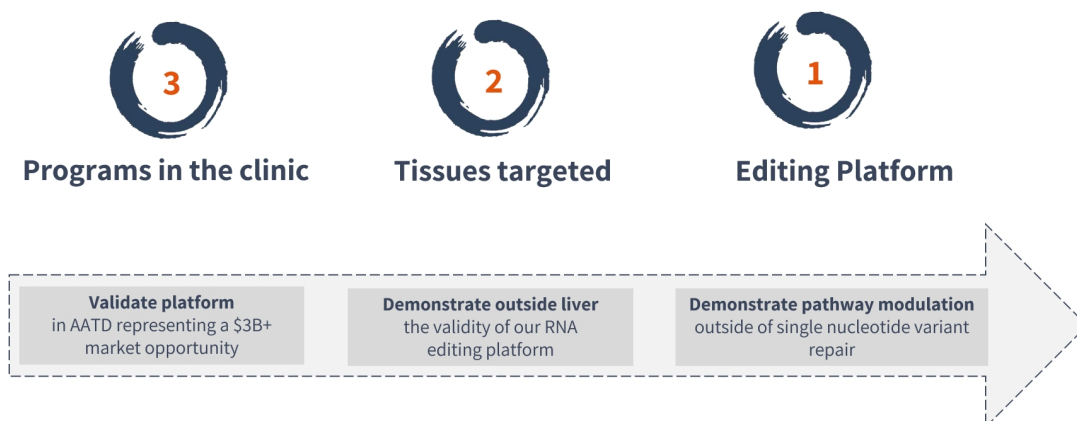 3
Programs in the clinic
2
Tissues targeted
1
Editing Platform
Validate platform
in AATD representing a $3B+
market opportunity
Demonstrate outside liver
the validity of our RNA
editing platform
Demonstrate pathway modulation
outside of single nucleotide variant
repair